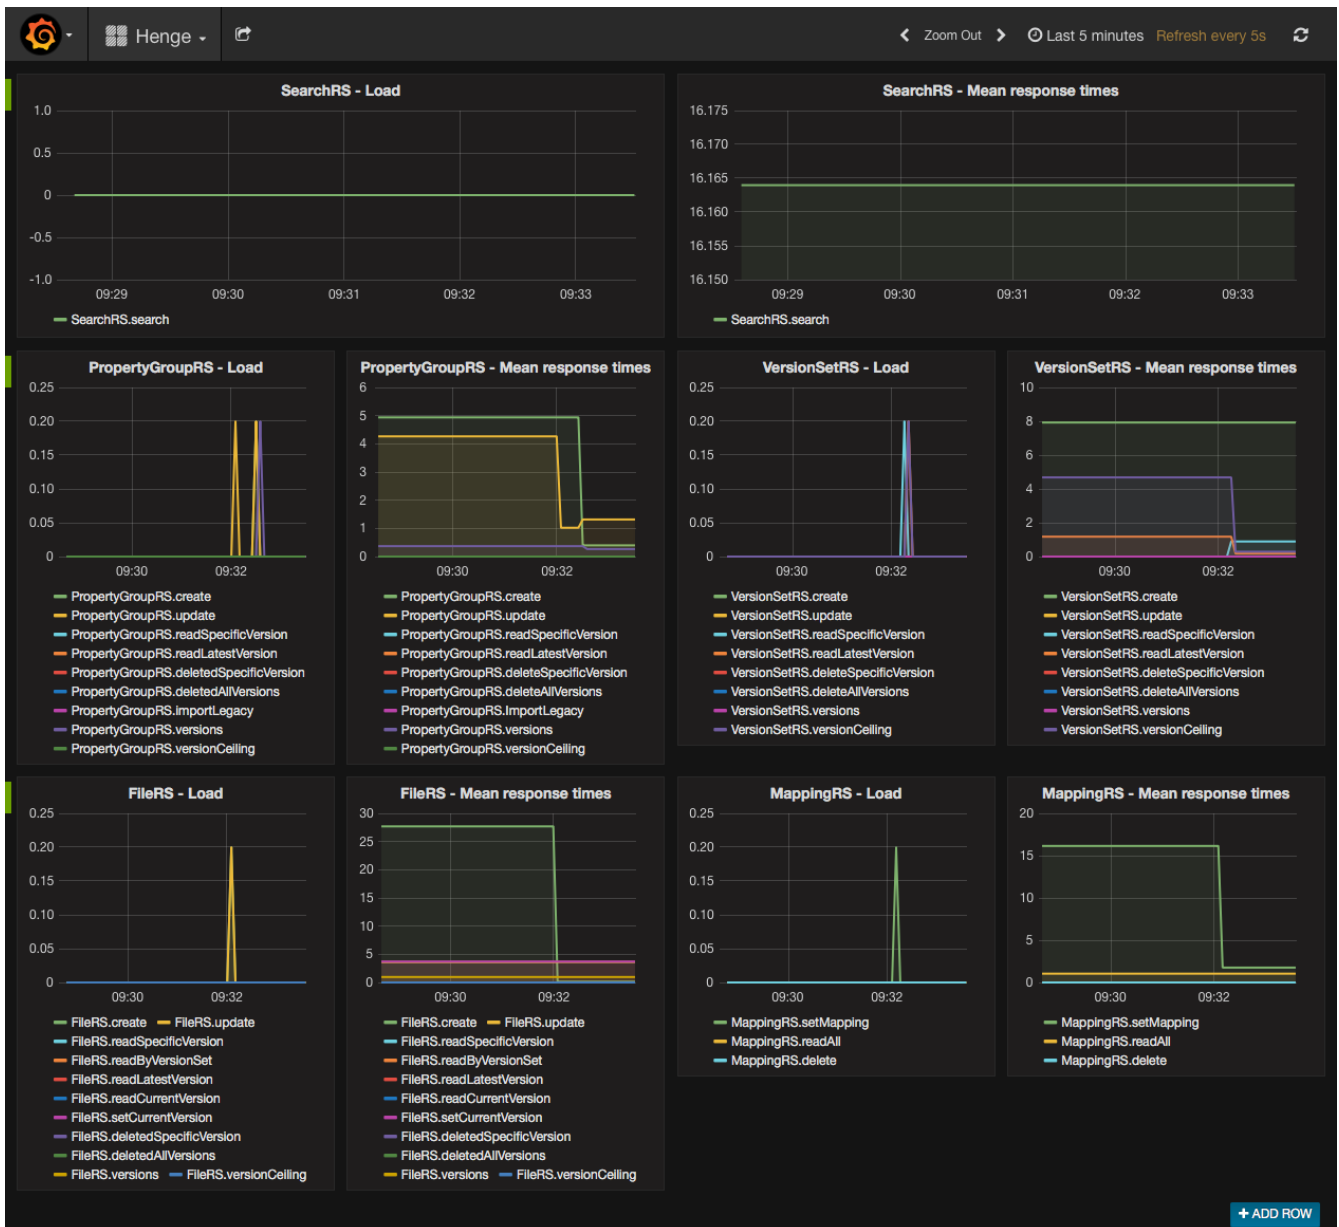 Henge
Zoom Out
Last 5 minutes Refresh every 5s
SearchRS - Load
1.0
0.5
0
-0.5
-1.0
09:29 09:30 09:31 09:32 09:33
SearchRS.search
SearchRS - Mean response times
16.175
16.170
16.165
16.160
16.155
16.150
09:29 09:30 09:31 09:32 09:33
SearchRS.search
PropertyGroupRS - Load
0.25
0.20
0.15
0.10
0.05
0
09:30 09:32
PropertyGroupRS.create
PropertyGroupRS.update
PropertyGroupRS.readSpecificVersion
PropertyGroupRS.readLatestVersion
PropertyGroupRS.deletedSpecificVersion
PropertyGroupRS.deletedAllVersions
PropertyGroupRS.importLegacy
PropertyGroupRS.versions
PropertyGroupRS.versionCeiling
PropertyGroupRS - Mean response times
6
5
4
3
2
1
0
09:30 09:32
PropertyGroupRS.create
PropertyGroupRS.update
PropertyGroupRS.readSpecificVersion
PropertyGroupRS.readLatestVersion
PropertyGroupRS.deleteSpecificVersion
PropertyGroupRS.deleteAllVersions
PropertyGroupRS.ImportLegacy
PropertyGroupRS.versions
PropertyGroupRS.versionCeiling
VersionSetRS - Load
0.25
0.20
0.15
0.10
0.05
0
09:30 09:32
VersionSetRS.create
VersionSetRS.update
VersionSetRS.readSpecificVersion
VersionSetRS.readLatestVersion
VersionSetRS.deleteSpecificVersion
VersionSetRS.deleteAllVersions
VersionSetRS.versions
VersionSetRS.versionCeiling
VersionSetRS - Mean response times
10
8
6
4
2
0
09:30 09:32
VersionSetRS.create
VersionSetRS.update
VersionSetRS.readSpecificVersion
VersionSetRS.readLatestVersion
VersionSetRS.deleteSpecificVersion
VersionSetRS.deleteAllVersions
VersionSetRS.versions
VersionSetRS.versionCeiling
FileRS - Load
0.25
0.20
0.15
0.10
0.05
0
09:30 09:32
FileRS.create FileRS.update
FileRS.readSpecificVersion
FileRS.readByVersionSet
FileRS.readLatestVersion
FileRS.readCurrentVersion
FileRS.setCurrentVersion
FileRS.deletedSpecificVersion
FileRS.deletedAllVersions
FileRS.versions FileRS.versionCeiling
FileRS - Mean response times
30
25
20
15
10
5
0
09:30 09:32
FileRS.create FileRS.update
FileRS.readSpecificVersion
FileRS.readByVersionSet
FileRS.readLatestVersion
FileRS.readCurrentVersion
FileRS.setCurrentVersion
FileRS.deletedSpecificVersion
FileRS.deletedAllVersions
FileRS.versions FileRS.versionCeiling
MappingRS - Load
0.25
0.20
0.15
0.10
0.05
0
09:30 09:32
MappingRS.setMapping
MappingRS.readAll
MappingRS.delete
MappingRS - Mean response times
20
15
10
5
0
09:30 09:32
MappingRS.setMapping
MappingRS.readAll
MappingRS.delete
+ ADD ROW